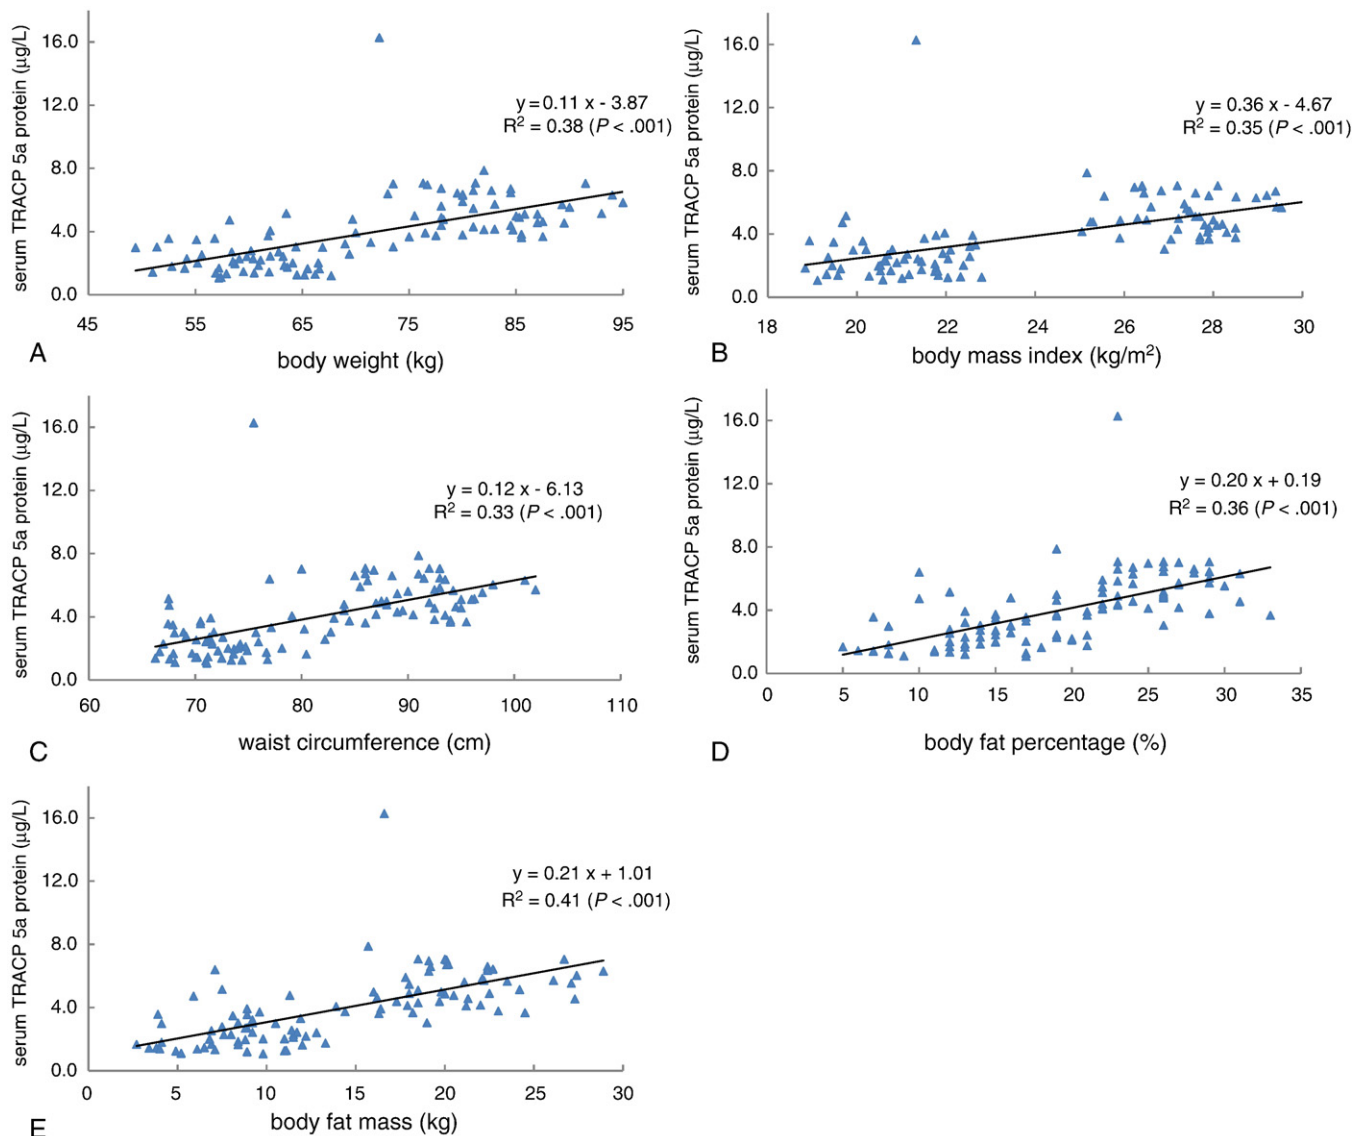 serum TRACP 5a protein (µg/L)
16.0
12.0
8.0
4.0
0.0
y = 0.11 x - 3.87
R² = 0.38 (P < .001)
45 55 65 75 85 95
A
body weight (kg)
serum TRACP 5a protein (µg/L)
16.0
12.0
8.0
4.0
0.0
y = 0.36 x - 4.67
R² = 0.35 (P < .001)
18 20 22 24 26 28 30
B
body mass index (kg/m²)
serum TRACP 5a protein (µg/L)
16.0
12.0
8.0
4.0
0.0
y = 0.12 x - 6.13
R² = 0.33 (P < .001)
60 70 80 90 100 110
C
waist circumference (cm)
serum TRACP 5a protein (µg/L)
16.0
12.0
8.0
4.0
0.0
y = 0.20 x + 0.19
R² = 0.36 (P < .001)
0 5 10 15 20 25 30 35
D
body fat percentage (%)
serum TRACP 5a protein (µg/L)
16.0
12.0
8.0
4.0
0.0
y = 0.21 x + 1.01
R² = 0.41 (P < .001)
0 5 10 15 20 25 30
E
body fat mass (kg)